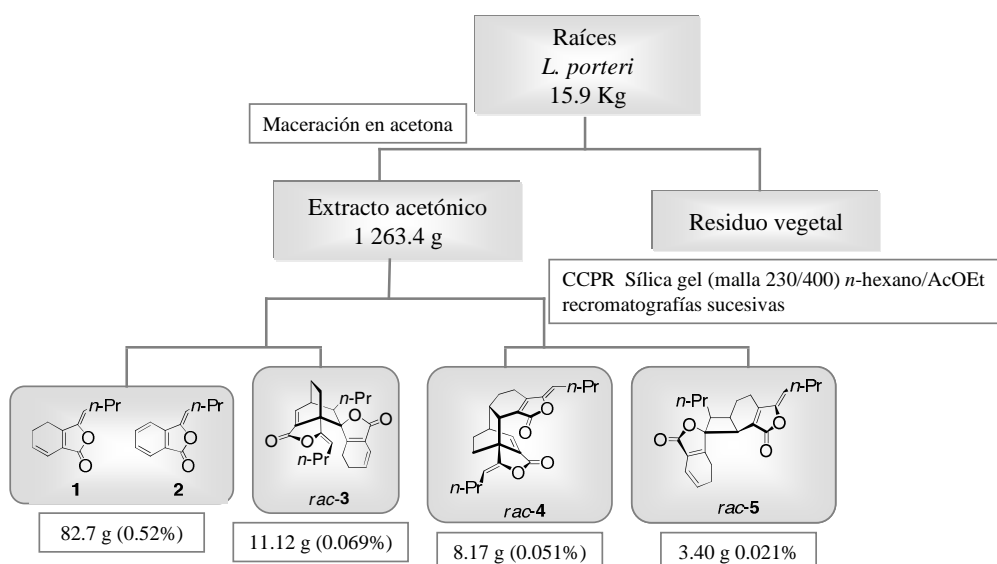 Raíces
L. porteri
15.9 Kg
Maceración en acetona
Extracto acetónico
1 263.4 g
Residuo vegetal
CCPR Sílica gel (malla 230/400) n-hexano/AcOEt
recromatografías sucesivas
n-Pr
O
O
1
n-Pr
O
O
2
82.7 g (0.52%)
n-Pr
O
O
O
O
n-Pr
rac-3
11.12 g (0.069%)
n-Pr
O
O
O
O
n-Pr
rac-4
8.17 g (0.051%)
n-Pr
n-Pr
O
O
O
O
rac-5
3.40 g 0.021%